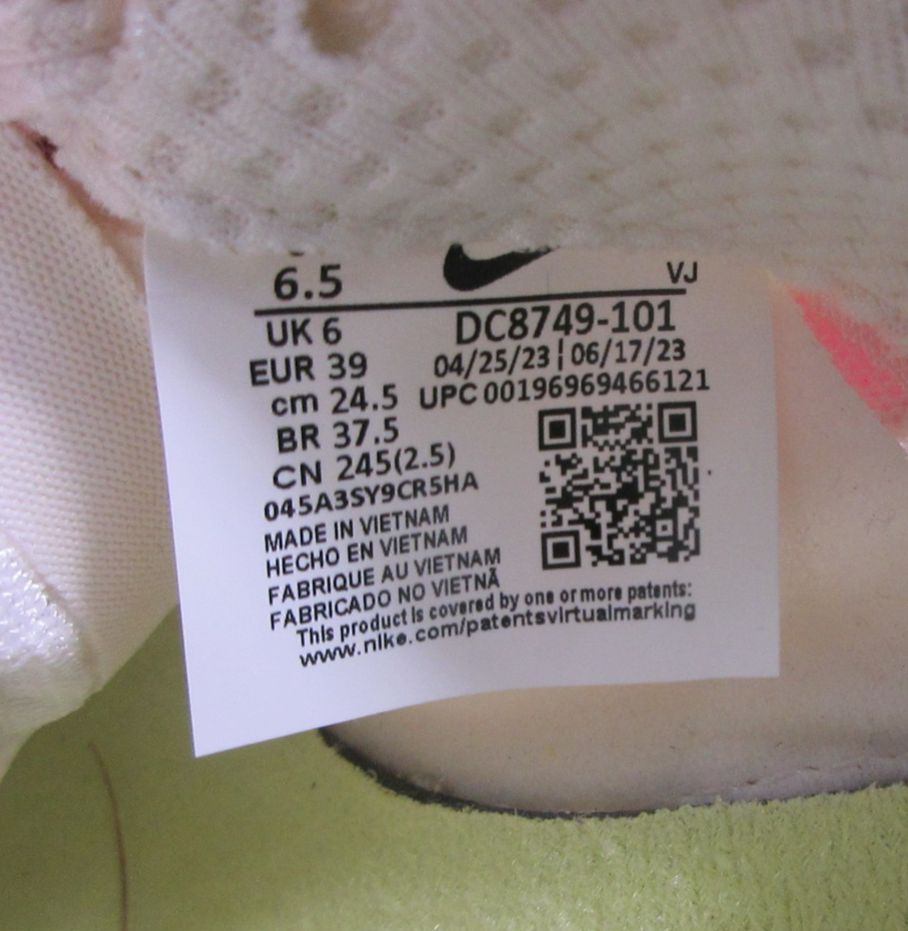 6.5
VJ
UK 6
DC8749-101
EUR 39
04/25/23 ¦ 06/17/23
cm 24.5
UPC 00196969466121
BR 37.5
CN 245(2.5)
045A3SY9CR5HA
MADE IN VIETNAM
HECHO EN VIETNAM
FABRIQUE AU VIETNAM
FABRICADO NO VIETNÃ
This product is covered by one or more patents:
www.nike.com/patentsvirtualmarking